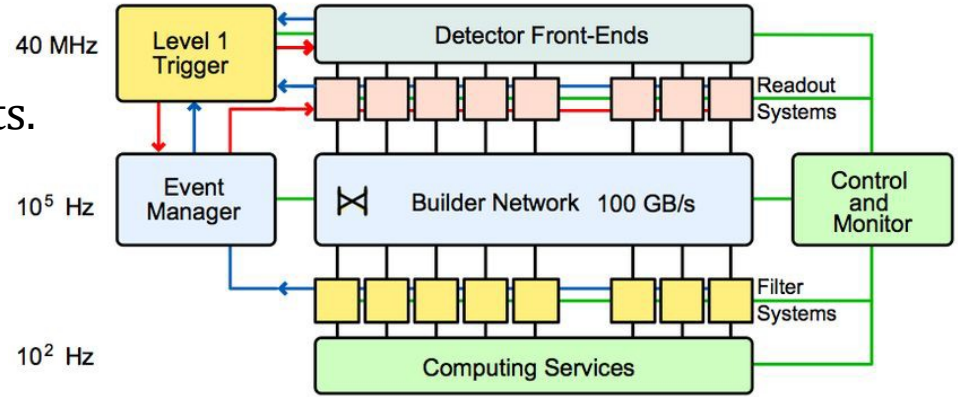 40 MHz
Level 1
Trigger
Detector Front-Ends
Readout
Systems
ts.
10⁵ Hz
Event
Manager
Builder Network 100 GB/s
Control
and
Monitor
Filter
Systems
10² Hz
Computing Services